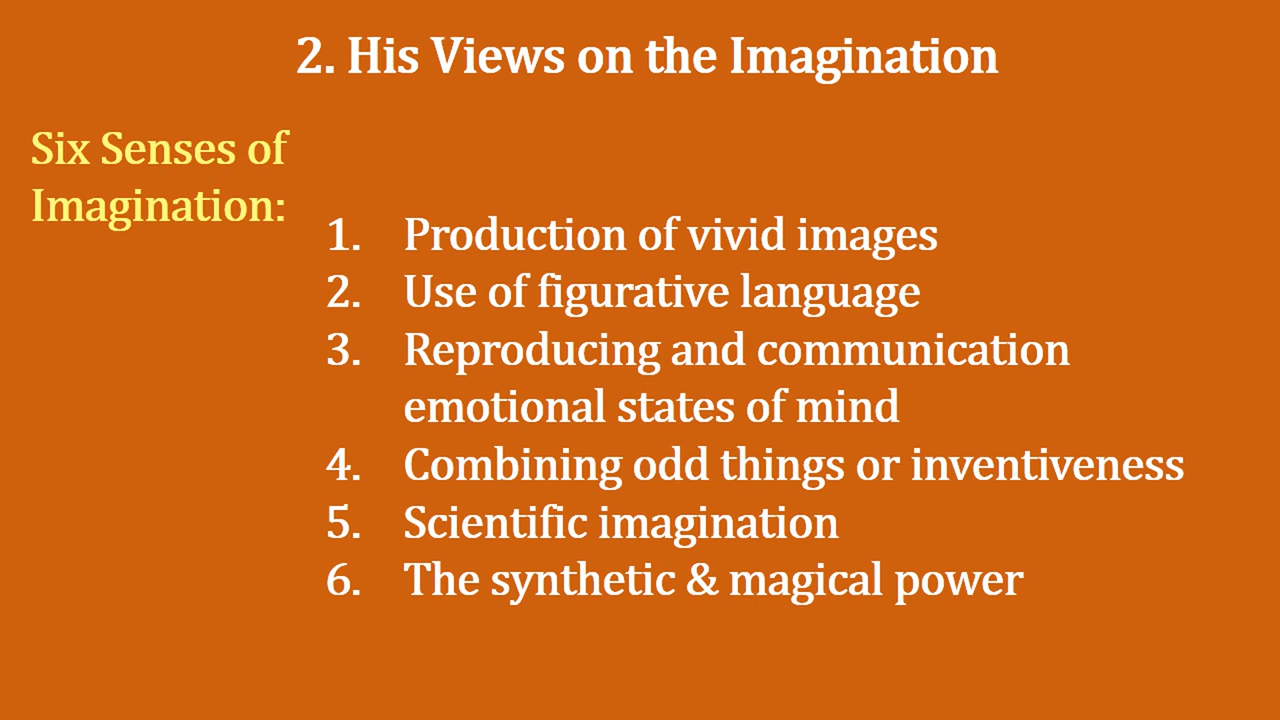 2. His Views on the Imagination
Six Senses of
Imagination:
1. Production of vivid images
2. Use of figurative language
3. Reproducing and communication
emotional states of mind
4. Combining odd things or inventiveness
5. Scientific imagination
6. The synthetic & magical power